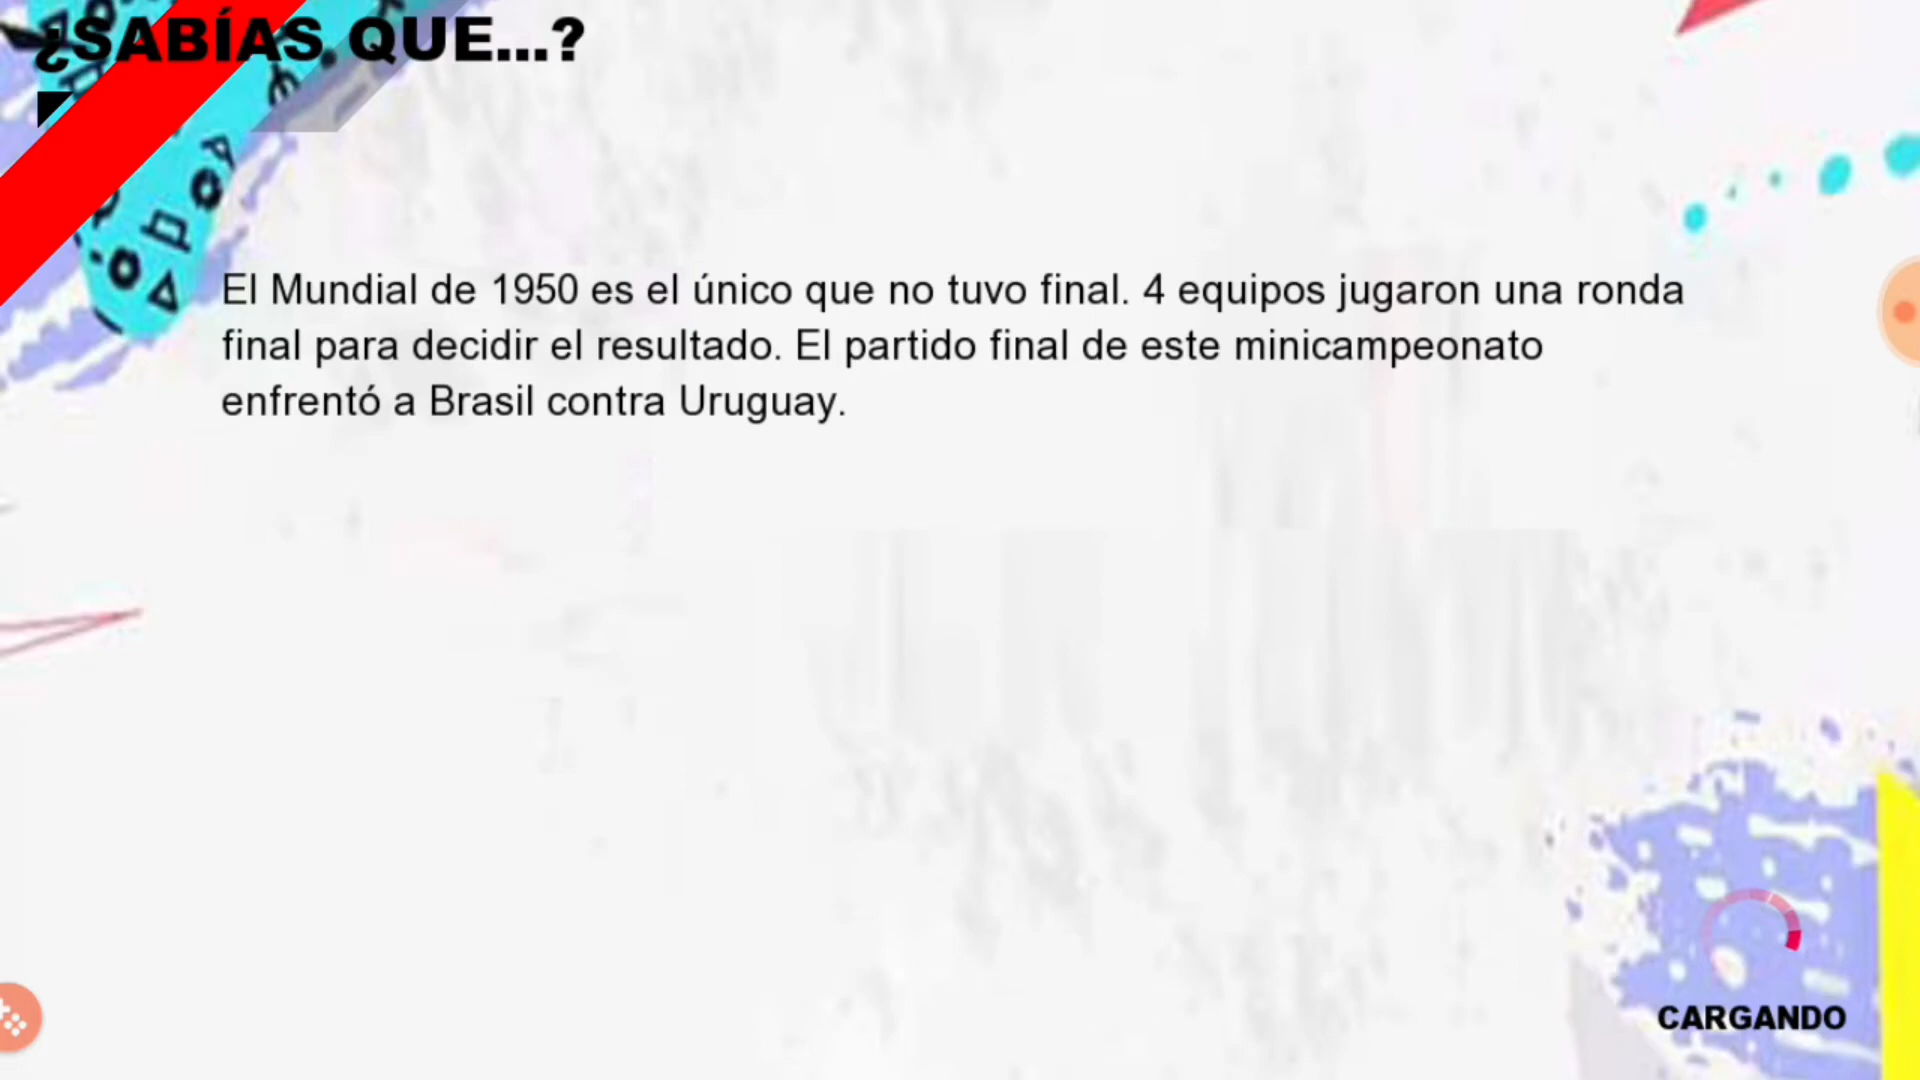 ¿SABÍAS QUE...?
El Mundial de 1950 es el único que no tuvo final. 4 equipos jugaron una ronda
final para decidir el resultado. El partido final de este minicampeonato
enfrentó a Brasil contra Uruguay.
CARGANDO